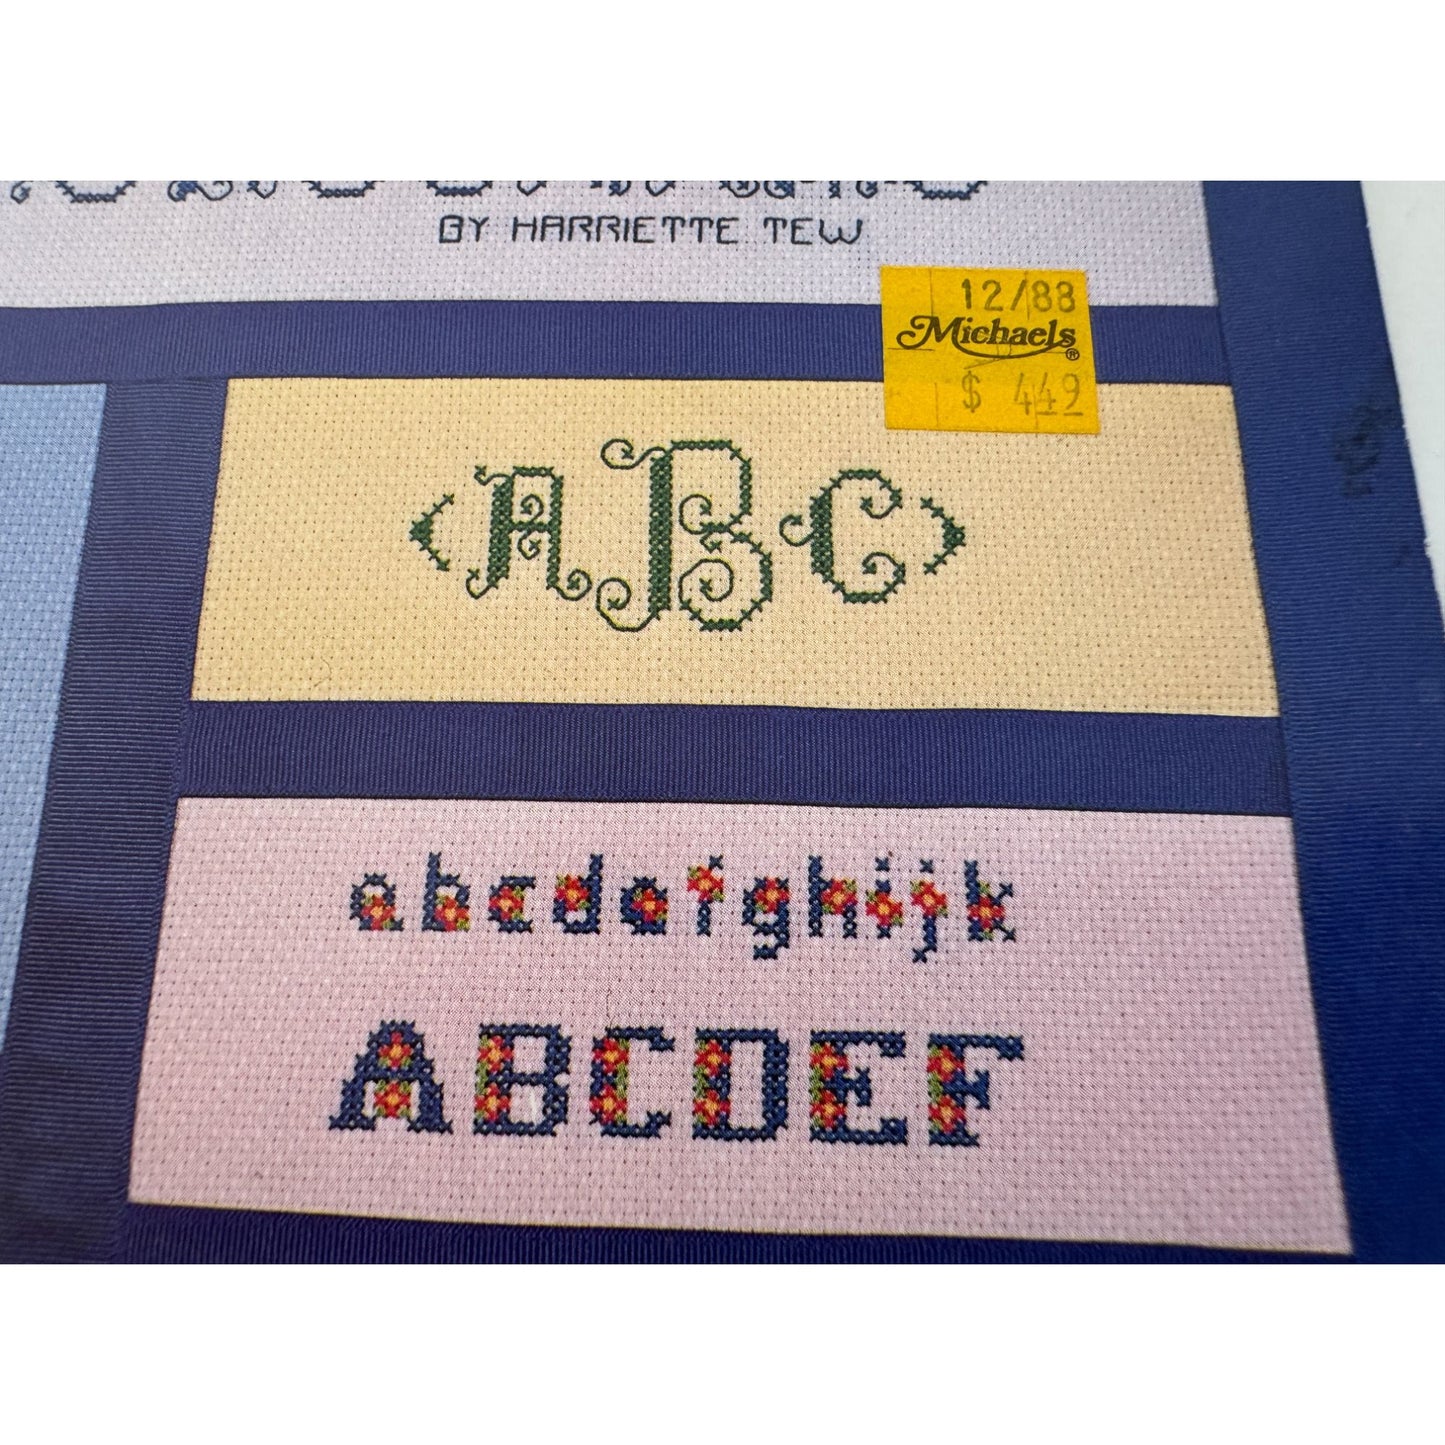 BY HARRIETTE TEW
12/88
Michaels®
$ 4.49
ABC
abcdefghijk
ABCDEF